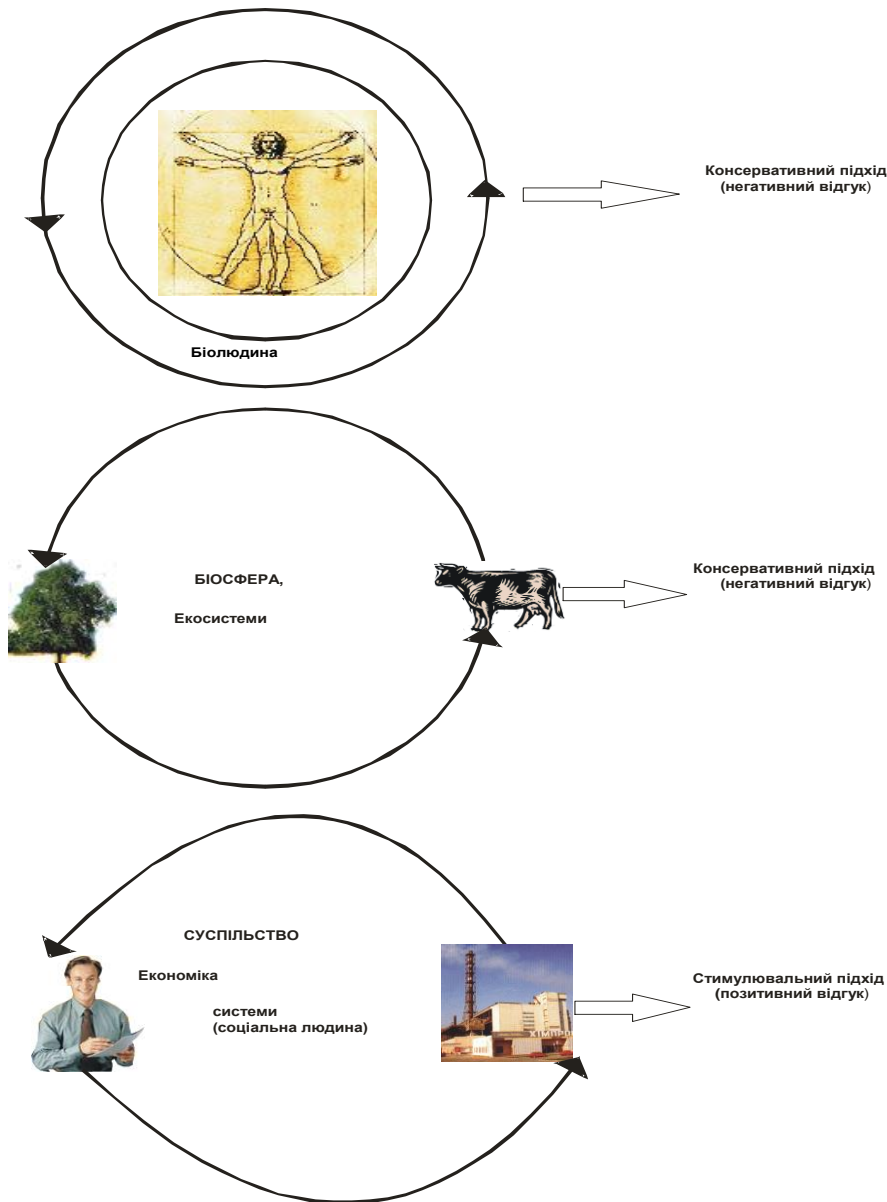 Консервативний підхід
(негативний відгук)
Біолюдина
БІОСФЕРА,
Екосистеми
Консервативний підхід
(негативний відгук)
СУСПІЛЬСТВО
Економіка
системи
(соціальна людина)
ХІМПРО
Стимулювальний підхід
(позитивний відгук)